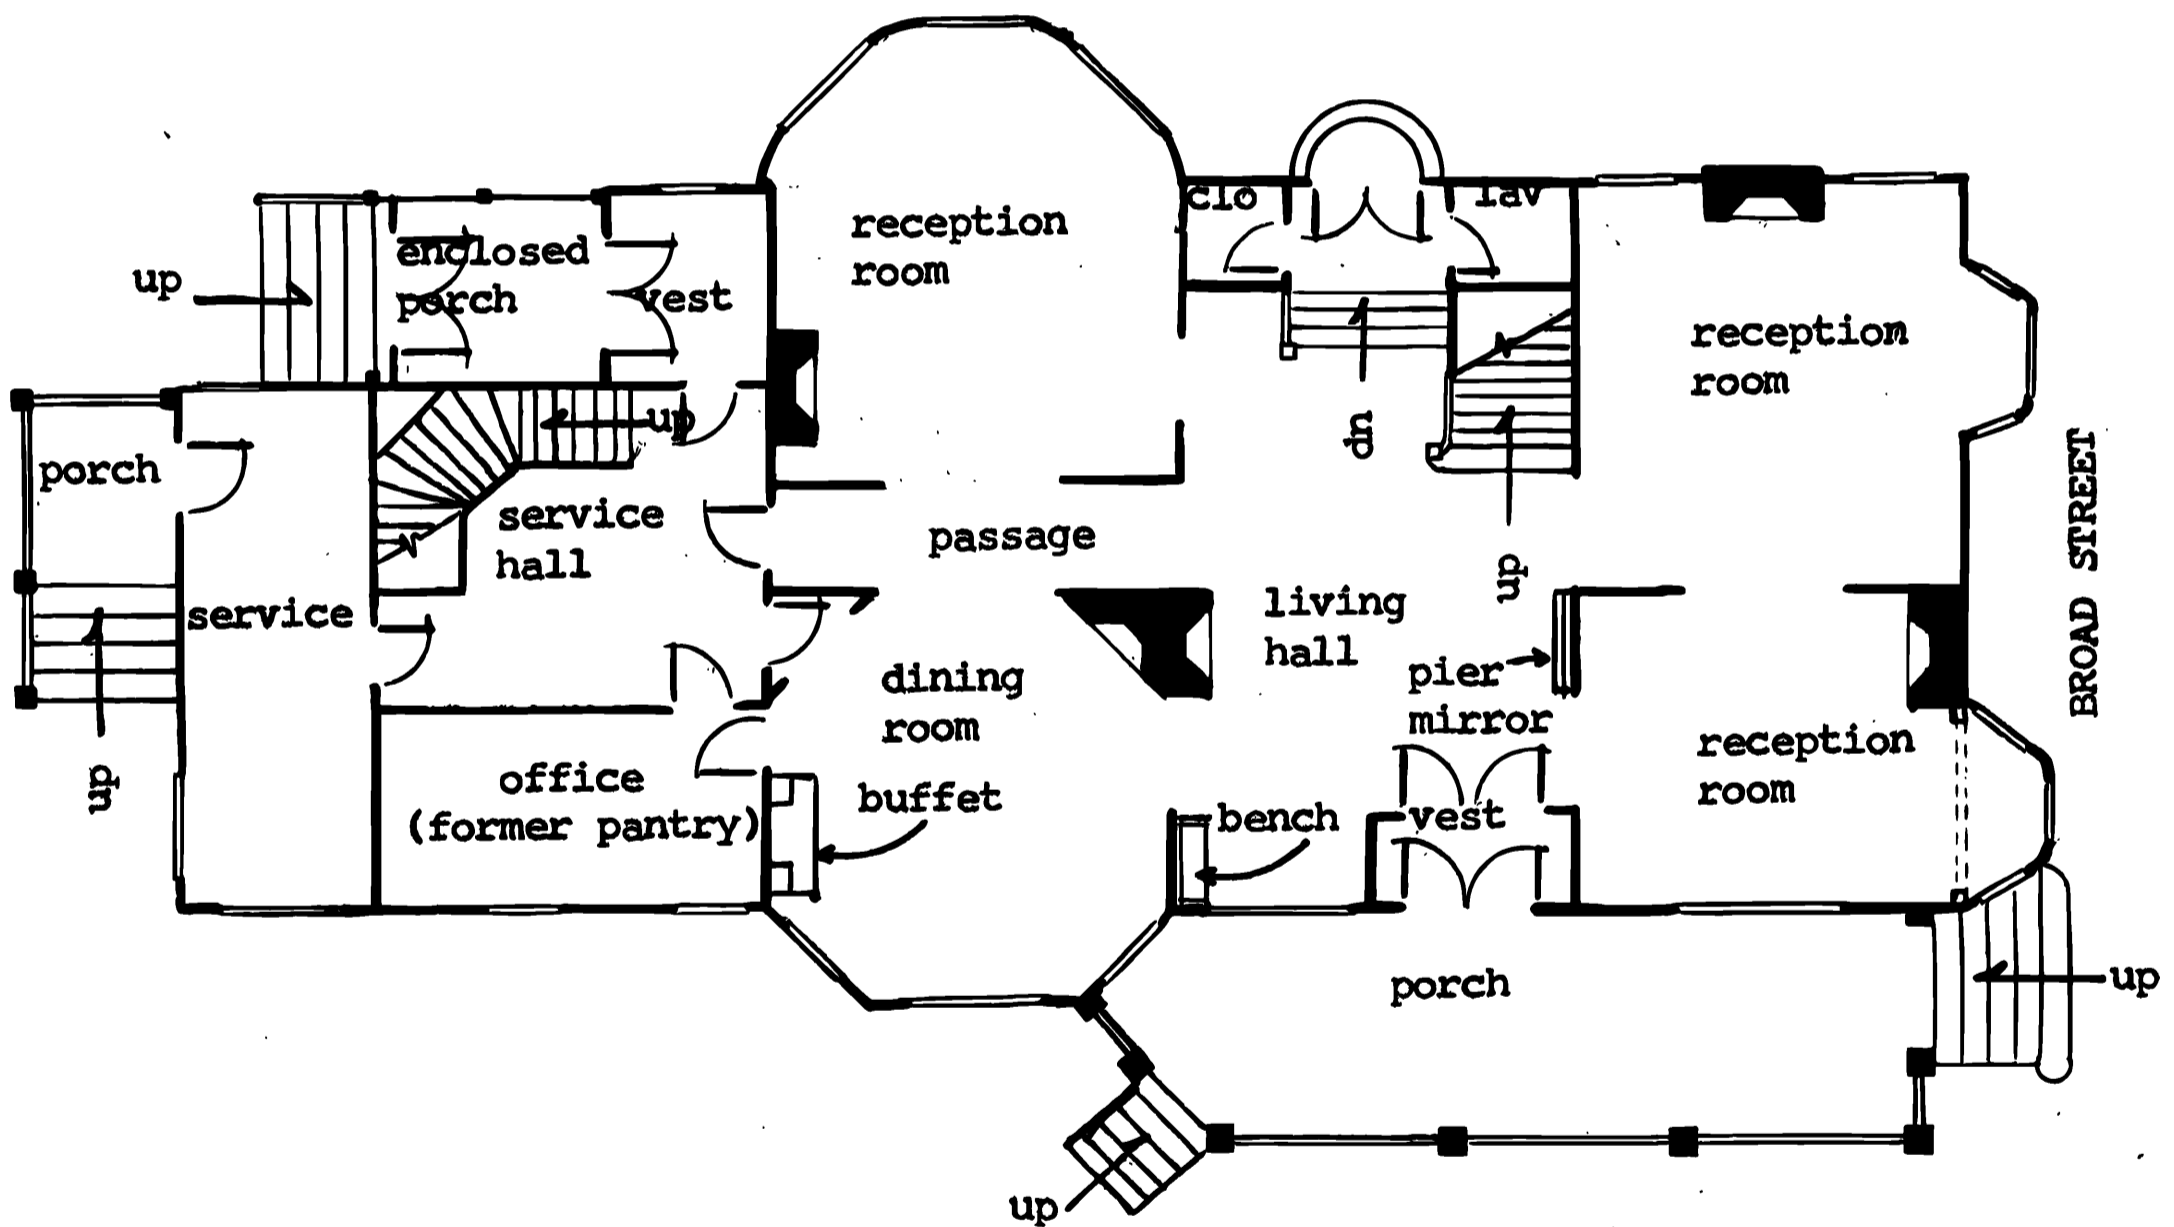 clo
lav
reception
room
enclosed
porch
up
vest
reception
room
up
dn
porch
service
hall
passage
up
BROAD STREET
service
living
hall
dining
room
pier
mirror
reception
room
up
office
(former pantry)
buffet
bench
vest
porch
up
up